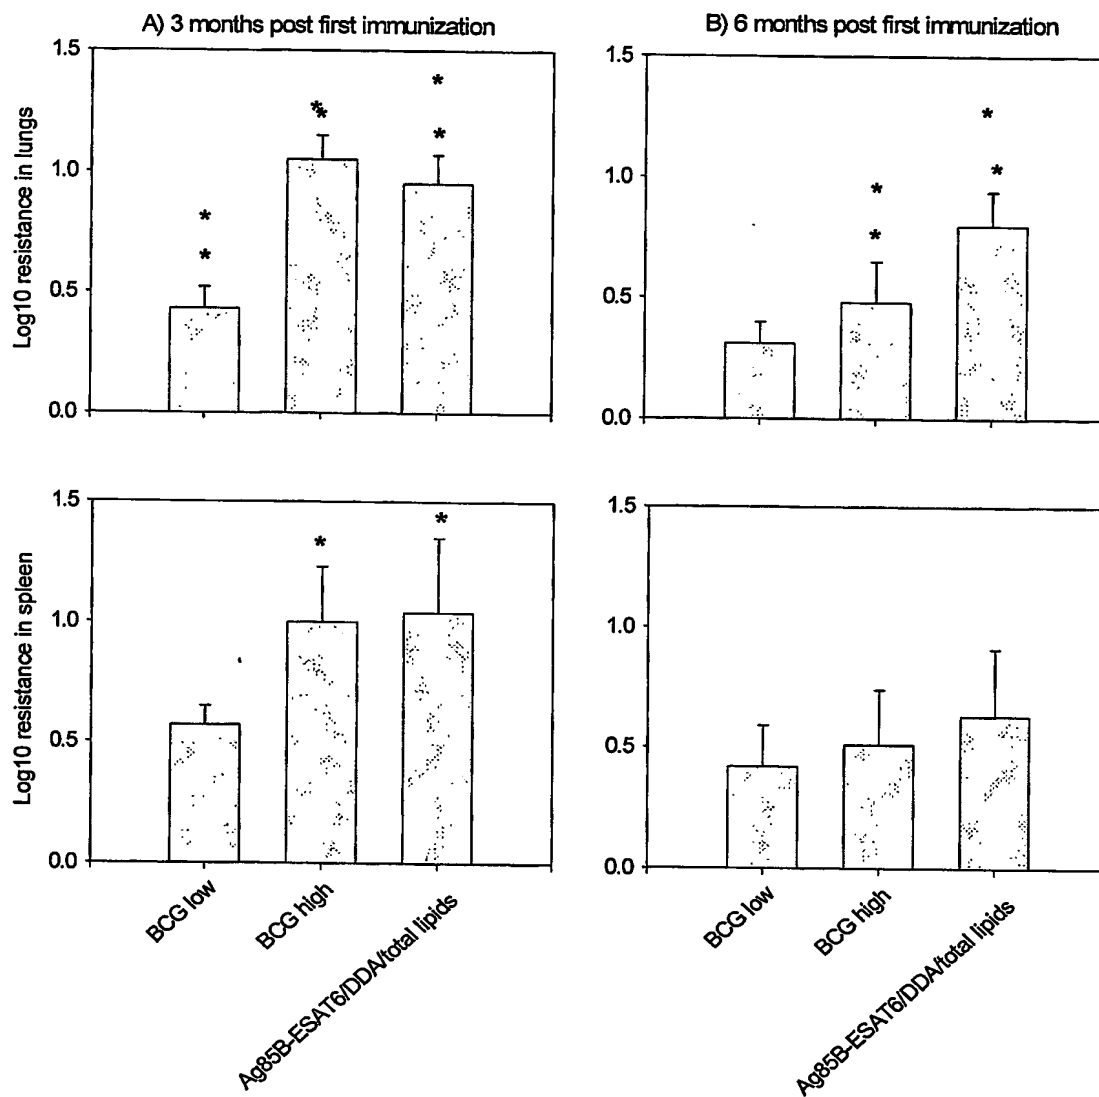 A) 3 months post first immunization
B) 6 months post first immunization
Log10 resistance in lungs
1.5
1.0
0.5
0.0
*
*
**
*
*
1.5
1.0
0.5
0.0
*
*
*
*
Log10 resistance in spleen
1.5
1.0
0.5
0.0
*
*
1.5
1.0
0.5
0.0
BCG low
BCG high
Ag85B-ESAT6/DDA/total lipids
BCG low
BCG high
Ag85B-ESAT6/DDA/total lipids